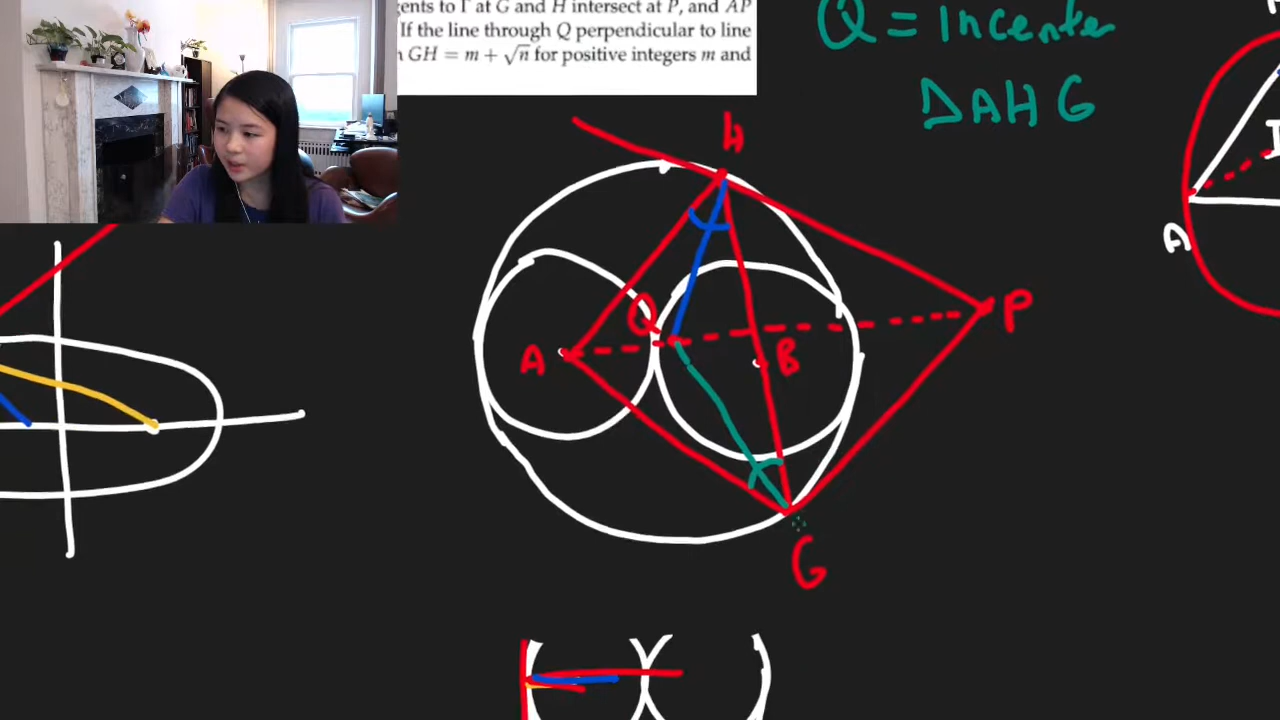 ents to Γ at G and H intersect at P, and AP
If the line through Q perpendicular to line
GH = m + √n for positive integers m and
Q = Incenter
ΔAHG
H
Q
P
A
B
G
I
A